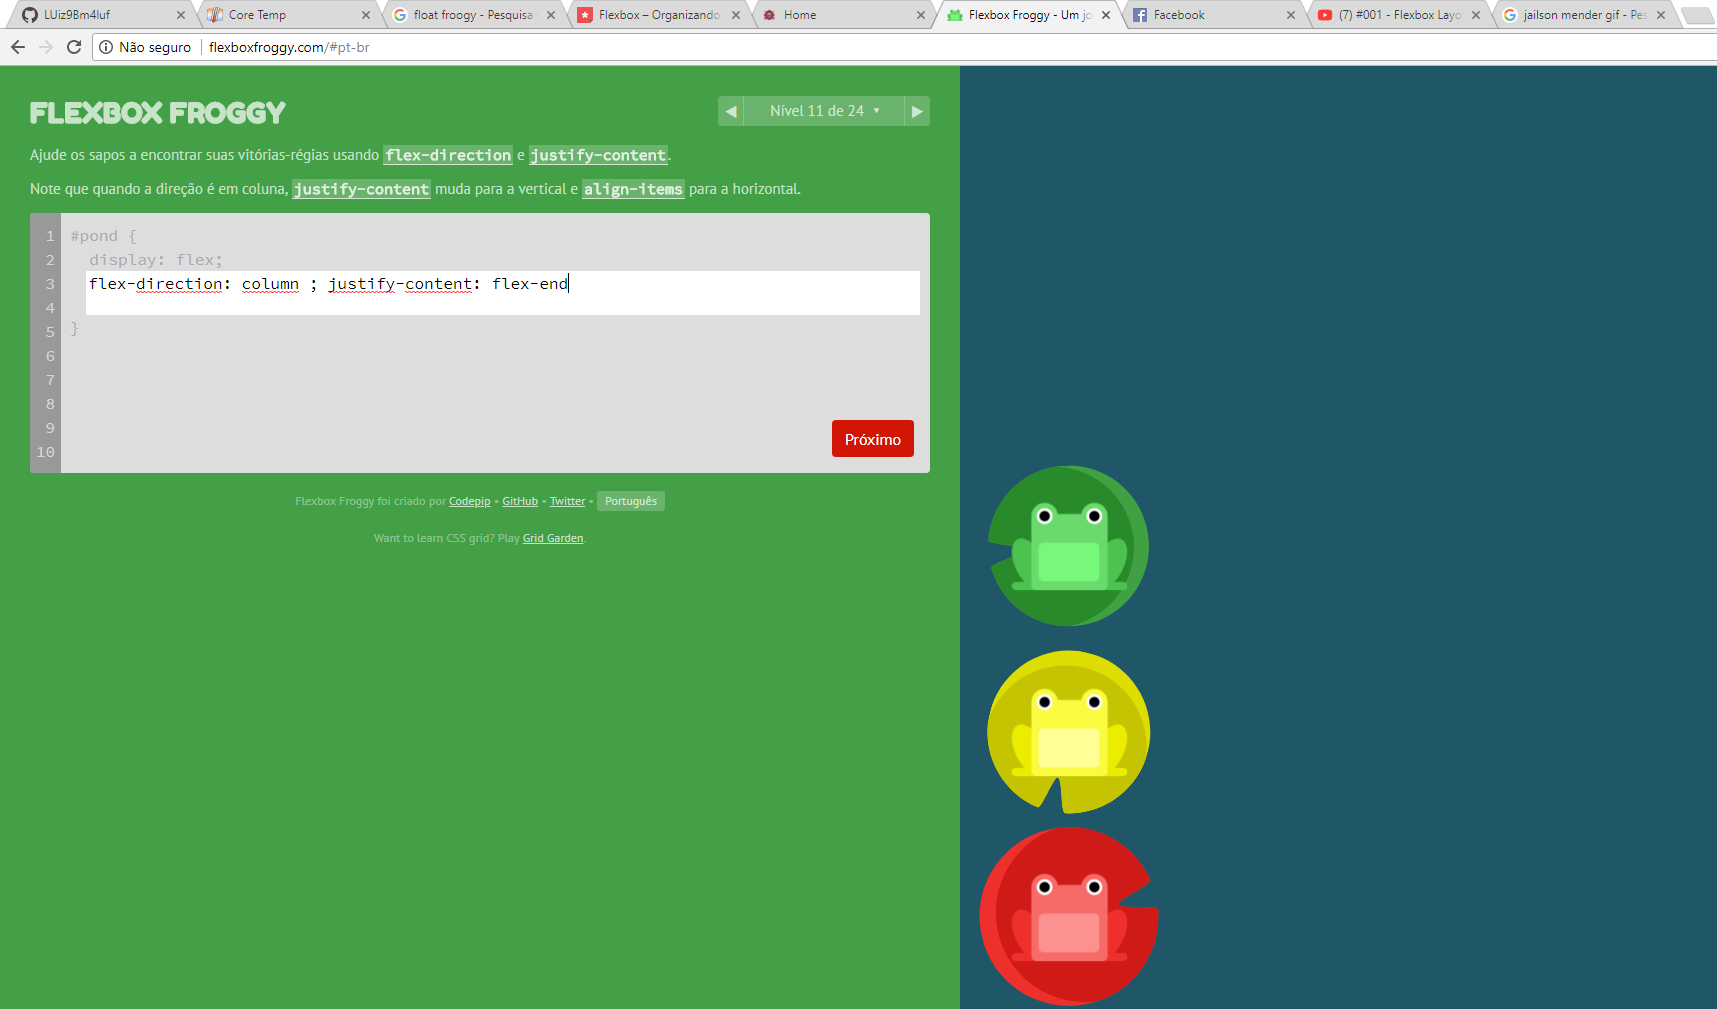 LUiz9Bm4luf
Core Temp
float froogy - Pesquisa
Flexbox – Organizando
Home
Flexbox Froggy - Um jo
Facebook
(7) #001 - Flexbox Layo
jailson mender gif - Pes
Não seguro
flexboxfroggy.com/#pt-br
FLEXBOX FROGGY
◀ Nível 11 de 24 ▼ ▶
Ajude os sapos a encontrar suas vitórias-régias usando flex-direction e justify-content.
Note que quando a direção é em coluna, justify-content muda para a vertical e align-items para a horizontal.
1 #pond {
2 display: flex;
3 flex-direction: column ; justify-content: flex-end
4
5 }
6
7
8
9
10
Próximo
Flexbox Froggy foi criado por Codepip • GitHub • Twitter • Português
Want to learn CSS grid? Play Grid Garden.